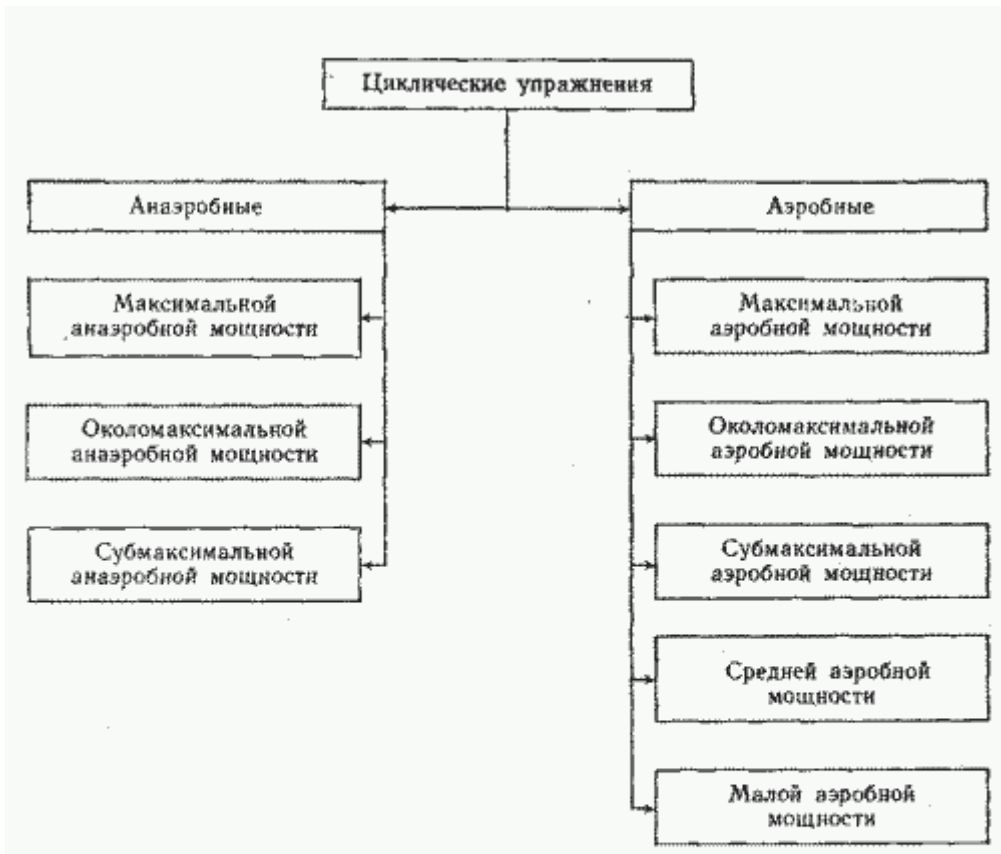 Циклические упражнения
Анаэробные
Аэробные
Максимальной
анаэробной мощности
Максимальной
аэробной мощности
Околомаксимальной
анаэробной мощности
Околомаксимальной
аэробной мощности
Субмаксимальной
анаэробной мощности
Субмаксимальной
аэробной мощности
Средней аэробной
мощности
Малой аэробной
мощности